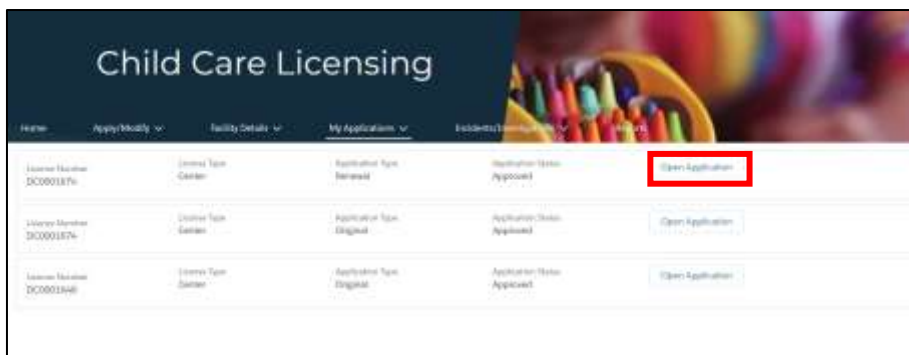 Child Care Licensing
Home Apply/Modify Facility Details My Applications
License Number License Type Application Type Application Status Open Application
Center Renewal Approved
License Number License Type Application Type Application Status Open Application
Center Original Approved
License Number License Type Application Type Application Status Open Application
Center Original Approved